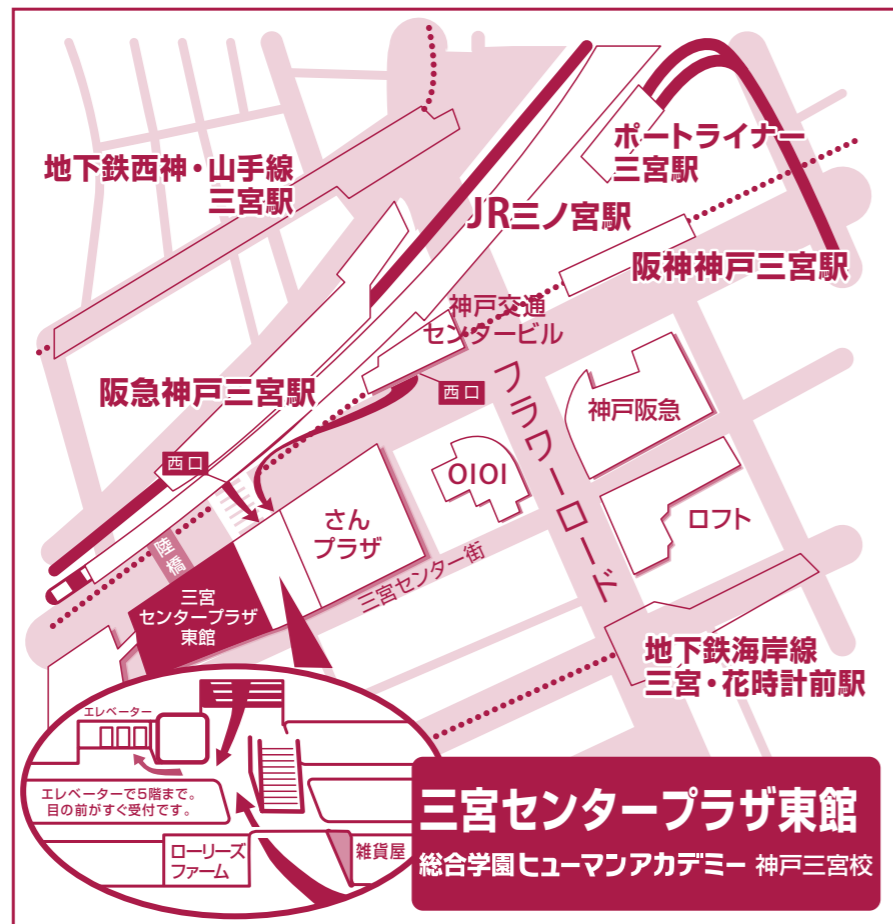 地下鉄西神・山手線
三宮駅
ポートライナー
三宮駅
JR三ノ宮駅
阪神神戸三宮駅
神戸交通
センタービル
阪急神戸三宮駅
西口
フラワーロード
神戸阪急
西口
OIOI
さん
プラザ
ロフト
陸橋
三宮センター街
三宮
センタープラザ
東館
地下鉄海岸線
三宮・花時計前駅
エレベーター
エレベーターで5階まで。
目の前がすぐ受付です。
ローリーズ
ファーム
雑貨屋
三宮センタープラザ東館
総合学園ヒューマンアカデミー 神戸三宮校